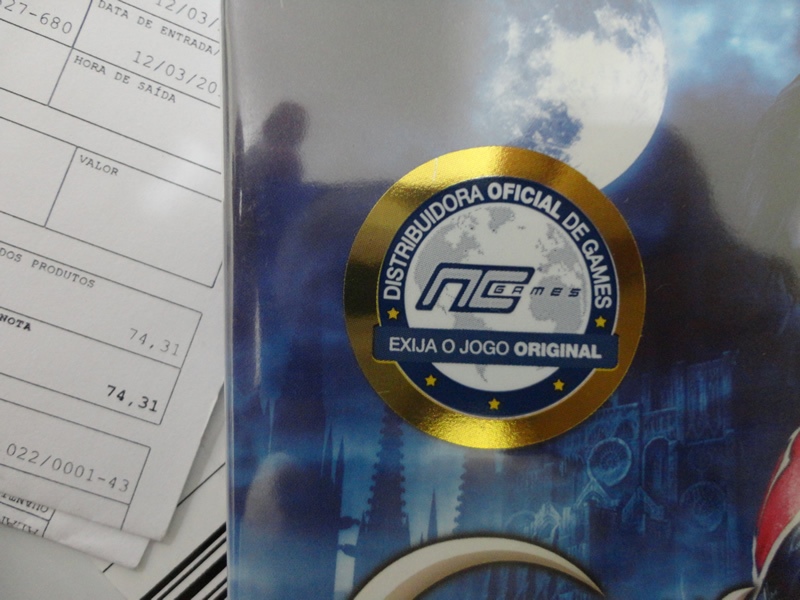 27-680
12/03/
DATA DE ENTRADA/
12/03/20
HORA DE SAÍDA
VALOR
DOS PRODUTOS
74,31
NOTA
74,31
022/0001-43
DISTRIBUIDORA OFICIAL DE GAMES
NC GAMES
EXIJA O JOGO ORIGINAL